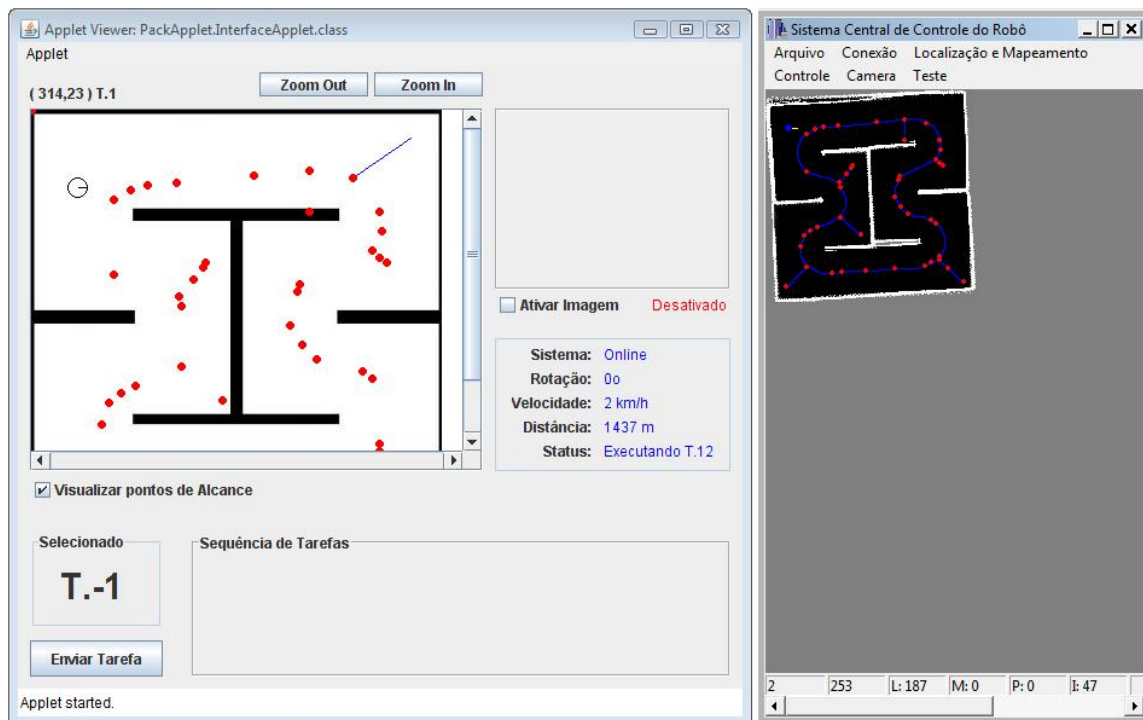 Applet Viewer: PackApplet.InterfaceApplet.class
Applet
( 314,23 ) T.1
Zoom Out
Zoom In
Ativar Imagem
Desativado
Sistema: Online
Rotação: 0o
Velocidade: 2 km/h
Distância: 1437 m
Status: Executando T.12
Visualizar pontos de Alcance
Selecionado
T.-1
Sequência de Tarefas
Enviar Tarefa
Applet started.
Sistema Central de Controle do Robô
Arquivo Conexão Localização e Mapeamento
Controle Camera Teste
2 253 L: 187 M: 0 P: 0 I: 47